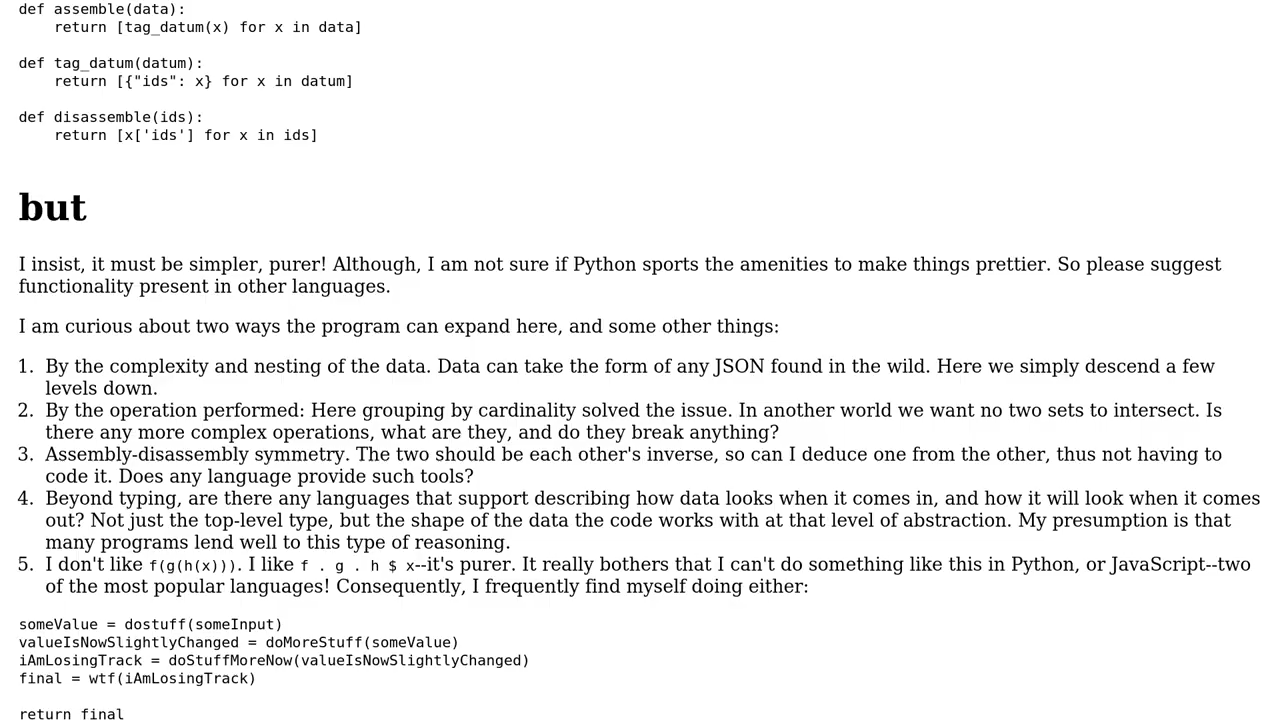 def assemble(data):
    return [tag_datum(x) for x in data]
def tag_datum(datum):
    return [{"ids": x} for x in datum]
def disassemble(ids):
    return [x['ids'] for x in ids]
but
I insist, it must be simpler, purer! Although, I am not sure if Python sports the amenities to make things prettier. So please suggest
functionality present in other languages.
I am curious about two ways the program can expand here, and some other things:
1. By the complexity and nesting of the data. Data can take the form of any JSON found in the wild. Here we simply descend a few
levels down.
2. By the operation performed: Here grouping by cardinality solved the issue. In another world we want no two sets to intersect. Is
there any more complex operations, what are they, and do they break anything?
3. Assembly-disassembly symmetry. The two should be each other's inverse, so can I deduce one from the other, thus not having to
code it. Does any language provide such tools?
4. Beyond typing, are there any languages that support describing how data looks when it comes in, and how it will look when it comes
out? Not just the top-level type, but the shape of the data the code works with at that level of abstraction. My presumption is that
many programs lend well to this type of reasoning.
5. I don't like f(g(h(x))). I like f . g . h $ x--it's purer. It really bothers that I can't do something like this in Python, or JavaScript--two
of the most popular languages! Consequently, I frequently find myself doing either:
someValue = dostuff(someInput)
valueIsNowSlightlyChanged = doMoreStuff(someValue)
iAmLosingTrack = doStuffMoreNow(valueIsNowSlightlyChanged)
final = wtf(iAmLosingTrack)
return final